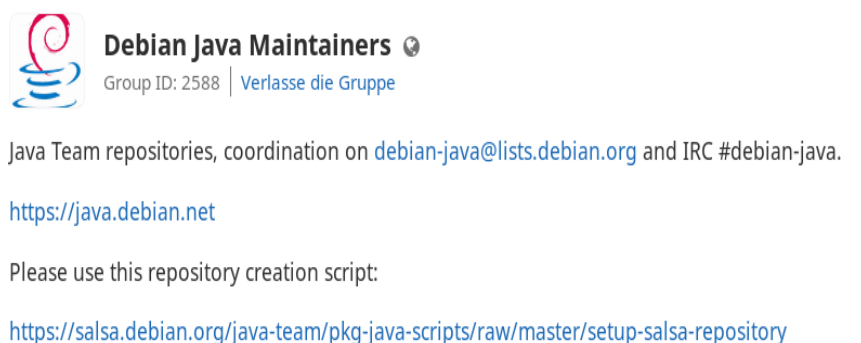 Debian Java Maintainers
Group ID: 2588 Verlasse die Gruppe
Java Team repositories, coordination on debian-java@lists.debian.org and IRC #debian-java.
https://java.debian.net
Please use this repository creation script:
https://salsa.debian.org/java-team/pkg-java-scripts/raw/master/setup-salsa-repository